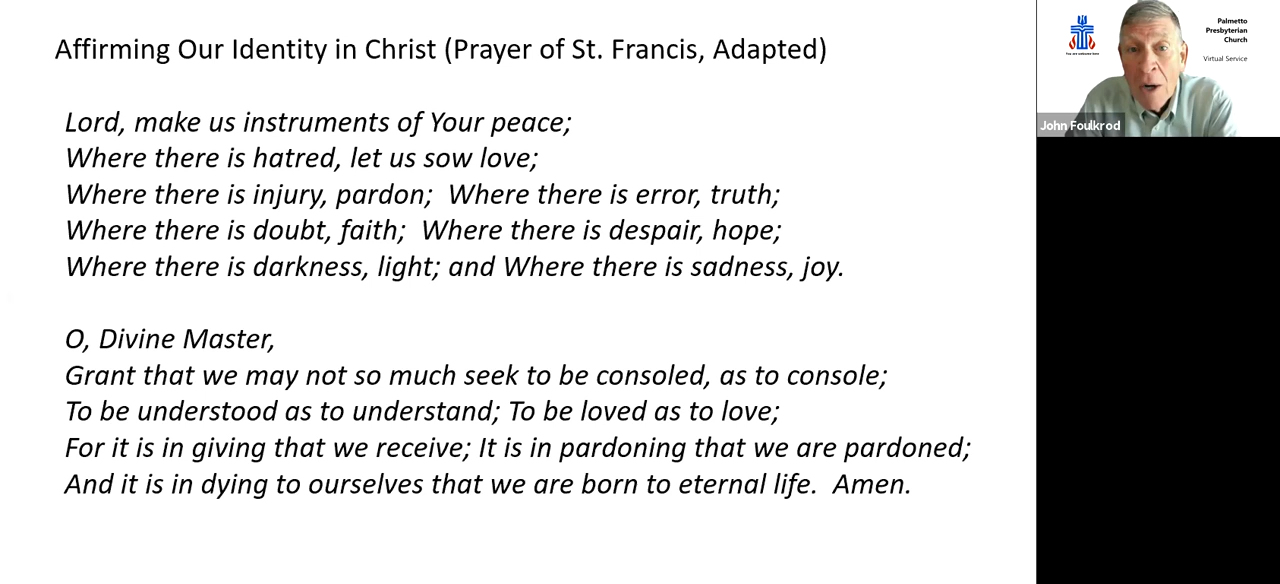 Affirming Our Identity in Christ (Prayer of St. Francis, Adapted)
Lord, make us instruments of Your peace;
Where there is hatred, let us sow love;
Where there is injury, pardon;  Where there is error, truth;
Where there is doubt, faith;  Where there is despair, hope;
Where there is darkness, light; and Where there is sadness, joy.
O, Divine Master,
Grant that we may not so much seek to be consoled, as to console;
To be understood as to understand; To be loved as to love;
For it is in giving that we receive; It is in pardoning that we are pardoned;
And it is in dying to ourselves that we are born to eternal life.  Amen.
Palmetto
Presbyterian
Church
Virtual Service
John Foulkrod